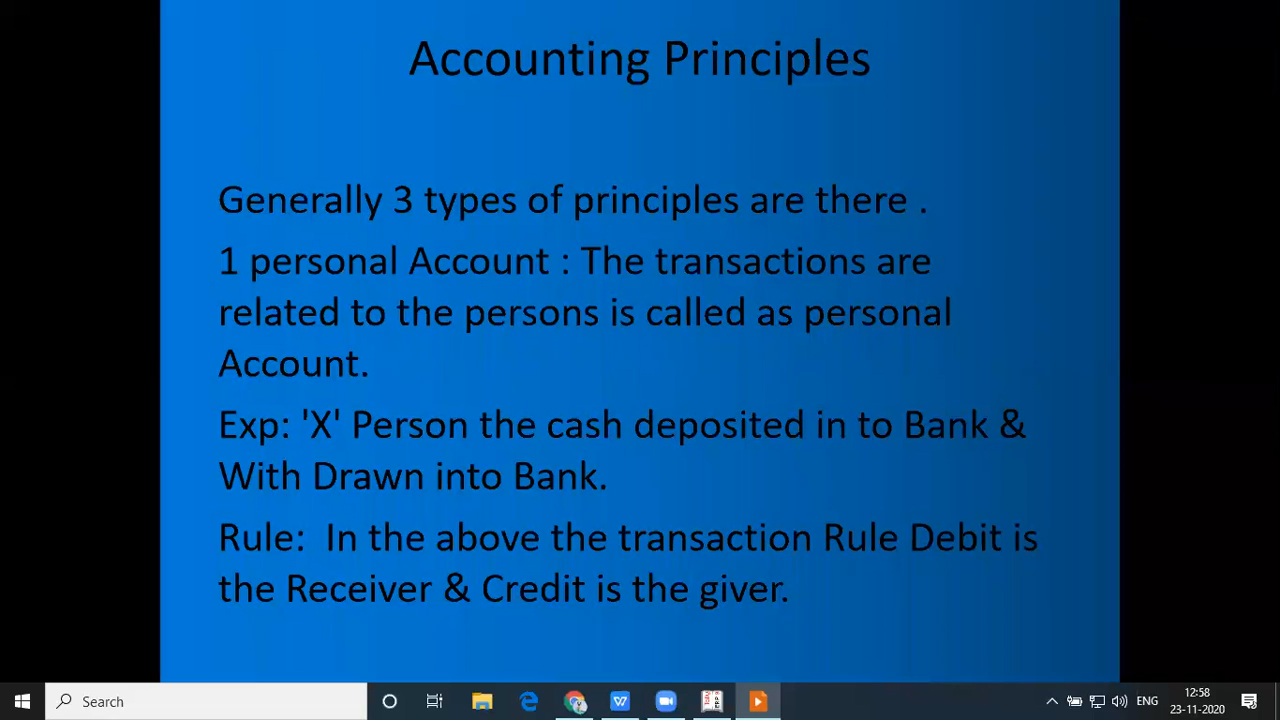 Accounting Principles
Generally 3 types of principles are there .
1 personal Account : The transactions are
related to the persons is called as personal
Account.
Exp: 'X' Person the cash deposited in to Bank &
With Drawn into Bank.
Rule:  In the above the transaction Rule Debit is
the Receiver & Credit is the giver.
Search
ENG
12:58
23-11-2020